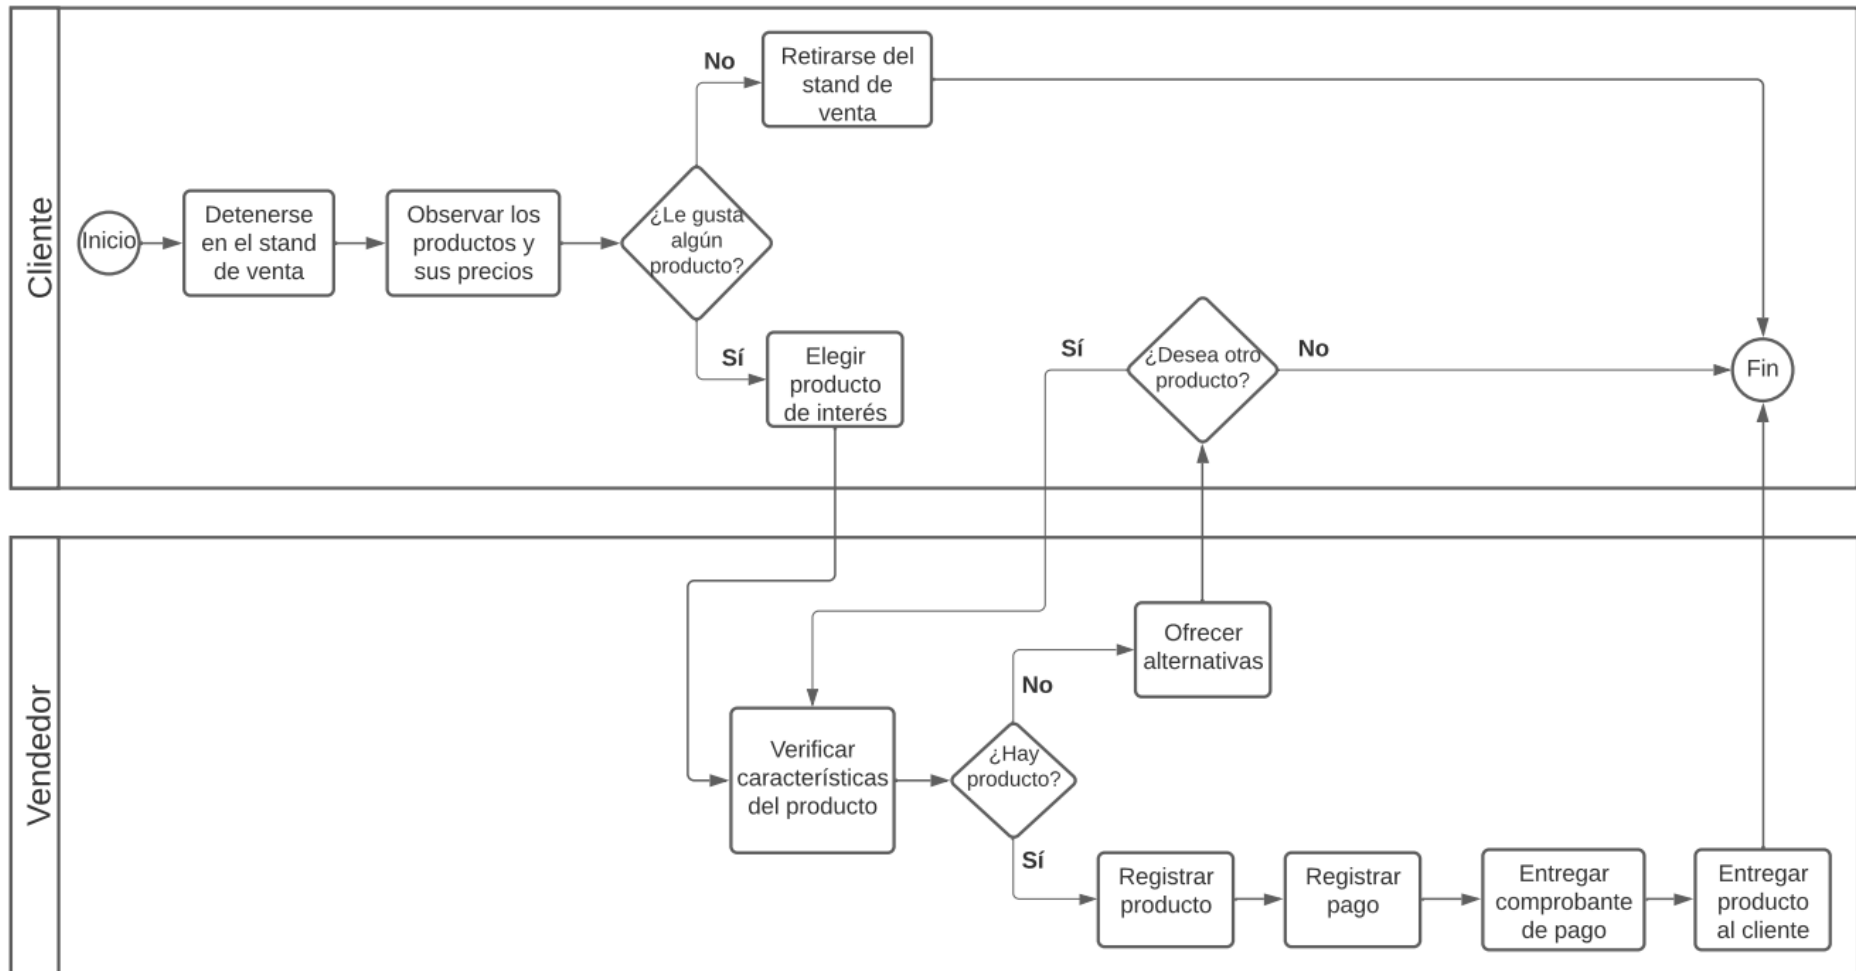 Cliente
Inicio
Detenerse
en el stand
de venta
Observar los
productos y
sus precios
¿Le gusta
algún
producto?
No
Retirarse del
stand de
venta
Sí
Elegir
producto
de interés
Sí
¿Desea otro
producto?
No
Fin
Vendedor
Verificar
características
del producto
¿Hay
producto?
No
Ofrecer
alternativas
Sí
Registrar
producto
Registrar
pago
Entregar
comprobante
de pago
Entregar
producto
al cliente